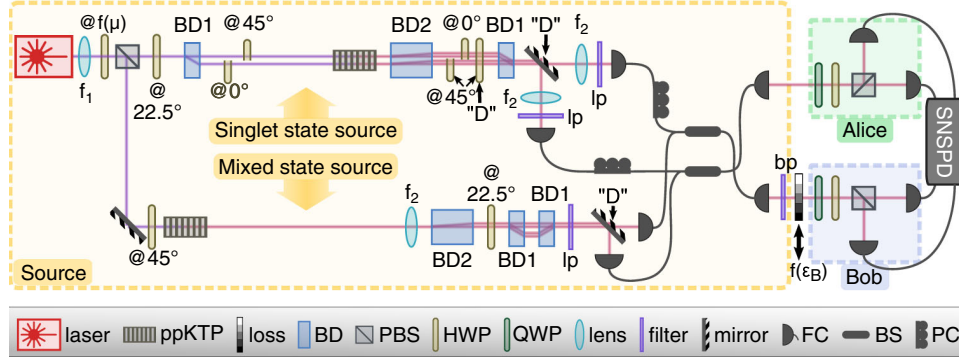 @f(μ)
BD1
@45°
BD2
@0°
BD1
"D"
f₂
f₁
@
22.5°
@0°
@45°
"D"
f₂
lp
lp
Singlet state source
Mixed state source
Alice
SNSPD
bp
f₂
@
22.5°
BD1
"D"
@45°
BD2
BD1
lp
f(εB)
Bob
Source
laser
ppKTP
loss
BD
PBS
HWP
QWP
lens
filter
mirror
FC
BS
PC